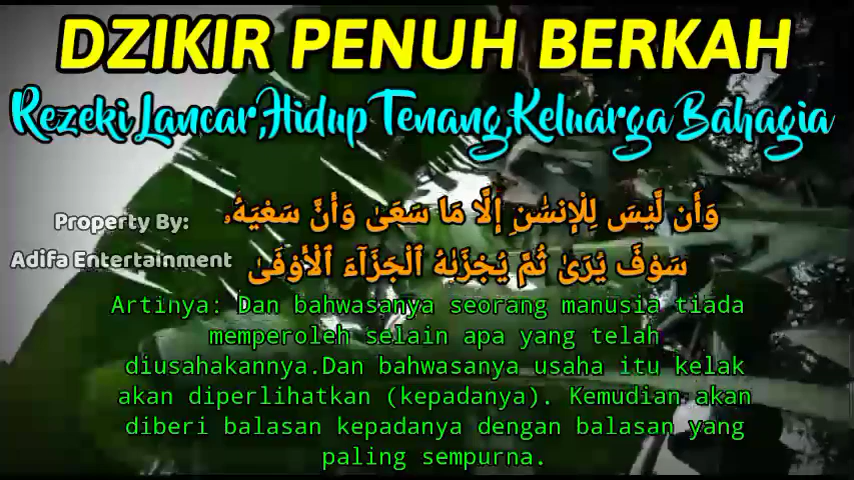 DZIKIR PENUH BERKAH
Rezeki Lancar,Hidup Tenang,Keluarga Bahagia
وَأَن لَّيْسَ لِلْإِنسَٰنِ إِلَّا مَا سَعَىٰ وَأَنَّ سَعْيَهُۥ
Property By:
سَوْفَ يُرَىٰ ثُمَّ يُجْزَىٰهُ ٱلْجَزَآءَ ٱلْأَوْفَىٰ
Adifa Entertainment
Artinya: Dan bahwasanya seorang manusia tiada
memperoleh selain apa yang telah
diusahakannya.Dan bahwasanya usaha itu kelak
akan diperlihatkan (kepadanya). Kemudian akan
diberi balasan kepadanya dengan balasan yang
paling sempurna.